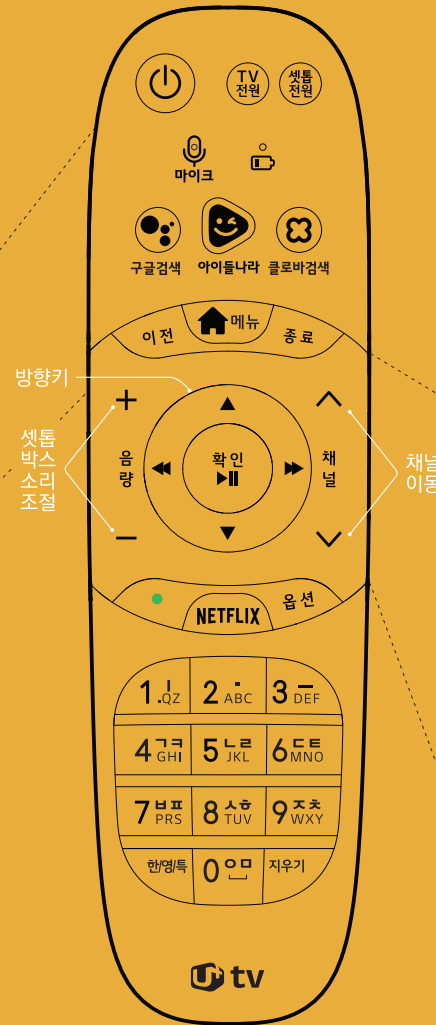 TV
전원
셋톱
전원
마이크
구글검색
아이들나라
클로바검색
이전
메뉴
종료
방향키
셋톱
박스
소리
조절
+
음
량
−
확인
채
널
채널
이동
NETFLIX
옵션
1 .ㅣ QZ
2 · ABC
3 ㅡ DEF
4 ㄱㅋ GHI
5 ㄴㄹ JKL
6 ㄷㅌ MNO
7 ㅂㅍ PRS
8 ㅅㅎ TUV
9 ㅈㅊ WXY
한/영/특
0 ㅇㅁ
지우기
U+ tv